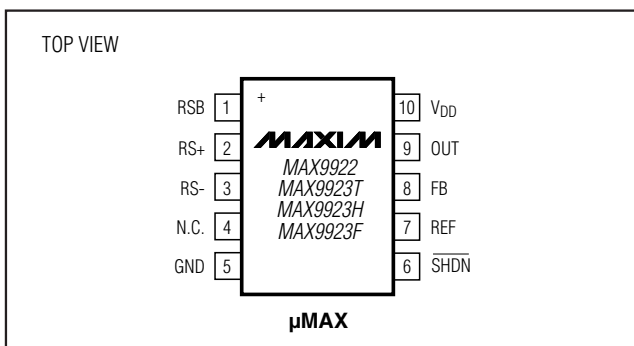 TOP VIEW
RSB 1
RS+ 2
RS- 3
N.C. 4
GND 5
+
MAXIM
MAX9922
MAX9923T
MAX9923H
MAX9923F
10 VDD
9 OUT
8 FB
7 REF
6 SHDN
µMAX